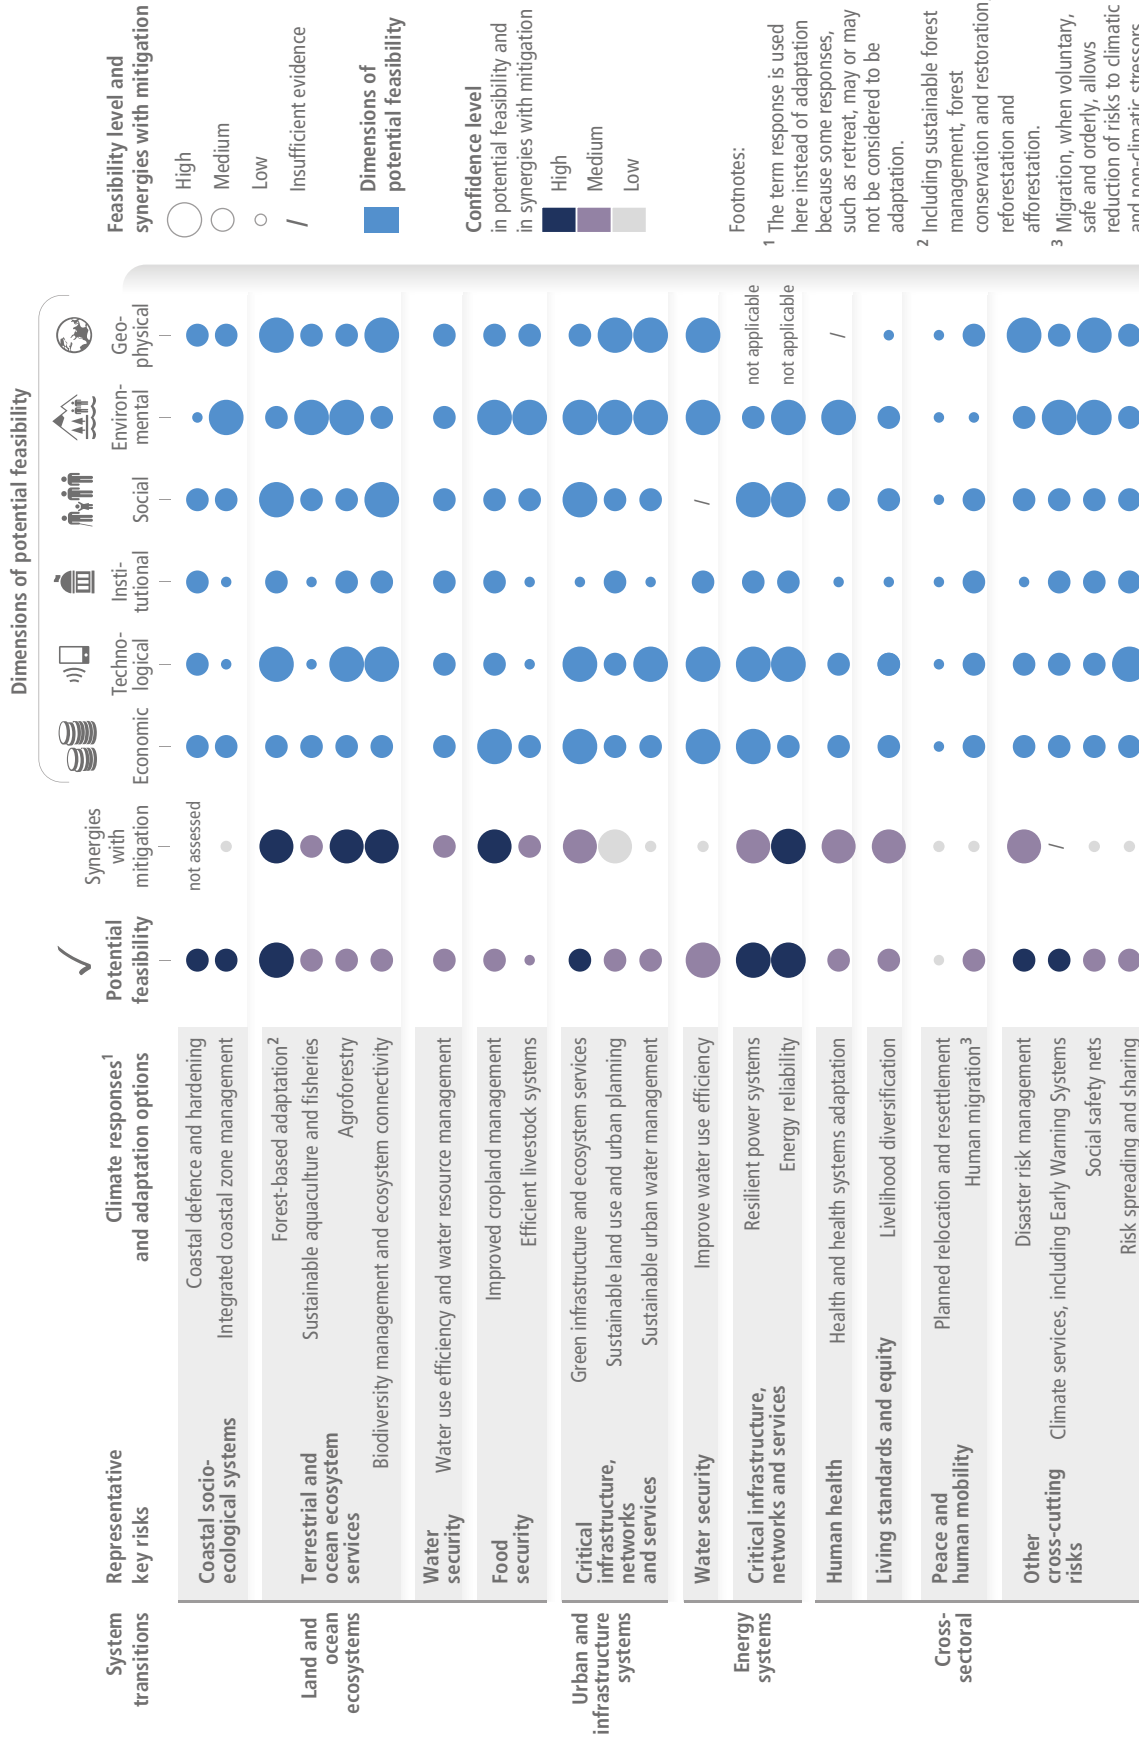 Dimensions of potential feasibility
System
transitions
Representative
key risks
Climate responses1
and adaptation options
Potential
feasibility
Synergies
with
mitigation
Economic
Techno-
logical
Insti-
tutional
Social
Environ-
mental
Geo-
physical
Land and
ocean
ecosystems
Coastal socio-
ecological systems
Coastal defence and hardening
not assessed
Integrated coastal zone management
Terrestrial and
ocean ecosystem
services
Forest-based adaptation2
Sustainable aquaculture and fisheries
Agroforestry
Biodiversity management and ecosystem connectivity
Water
security
Water use efficiency and water resource management
Food
security
Improved cropland management
Efficient livestock systems
Urban and
infrastructure
systems
Critical
infrastructure,
networks
and services
Green infrastructure and ecosystem services
Sustainable land use and urban planning
Sustainable urban water management
Energy
systems
Water security
Improve water use efficiency
/
Critical infrastructure,
networks and services
Resilient power systems
not applicable
Energy reliability
not applicable
Cross-
sectoral
Human health
Health and health systems adaptation
/
Living standards and equity
Livelihood diversification
Peace and
human mobility
Planned relocation and resettlement
Human migration3
Other
cross-cutting
risks
Disaster risk management
Climate services, including Early Warning Systems
/
Social safety nets
Risk spreading and sharing
Feasibility level and
synergies with mitigation
High
Medium
Low
/ Insufficient evidence
Dimensions of
potential feasibility
Confidence level
in potential feasibility and
in synergies with mitigation
High
Medium
Low
Footnotes:
1 The term response is used
here instead of adaptation
because some responses,
such as retreat, may or may
not be considered to be
adaptation.
2 Including sustainable forest
management, forest
conservation and restoration,
reforestation and
afforestation.
3 Migration, when voluntary,
safe and orderly, allows
reduction of risks to climatic
and non-climatic stressors